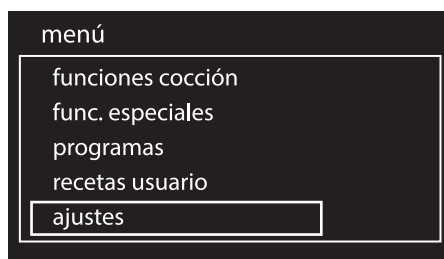 menú
funciones cocción
func. especiales
programas
recetas usuario
ajustes